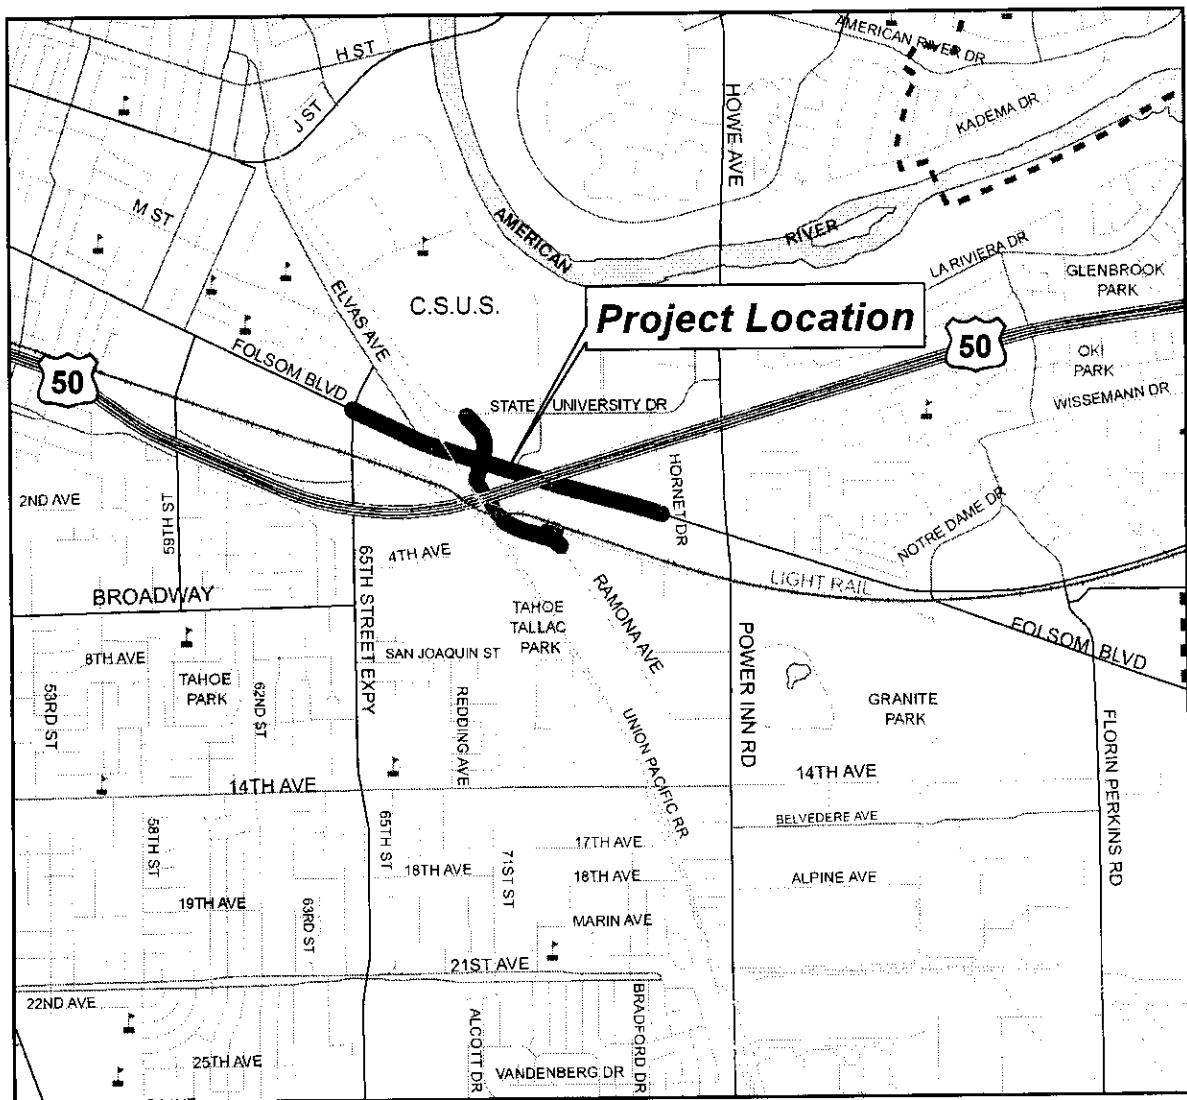 AMERICAN RIVER DR
H ST
J ST
HOWE AVE
KADEMA DR
M ST
AMERICAN
RIVER
LA RIVIERA DR
GLENBROOK
PARK
ELVAS AVE
C.S.U.S.
Project Location
50
50
FOLSOM BLVD
OKI
PARK
WISSEMANN DR
STATE UNIVERSITY DR
HORNET DR
2ND AVE
59TH ST
NOTRE DAME DR
4TH AVE
65TH STREET EXPY
LIGHT RAIL
BROADWAY
RAMONA AVE
TAHOE
TALLAC
PARK
POWER INN RD
FOLSOM BLVD
8TH AVE
SAN JOAQUIN ST
TAHOE
PARK
53RD ST
62ND ST
REDDING AVE
GRANITE
PARK
UNION PACIFIC RR
FLORIN PERKINS RD
14TH AVE
14TH AVE
BELVEDERE AVE
58TH ST
65TH ST
17TH AVE
18TH AVE
71ST ST
18TH AVE
ALPINE AVE
19TH AVE
63RD ST
MARIN AVE
21ST AVE
22ND AVE
ALCOTT DR
BRADFORD DR
25TH AVE
VANDENBERG DR